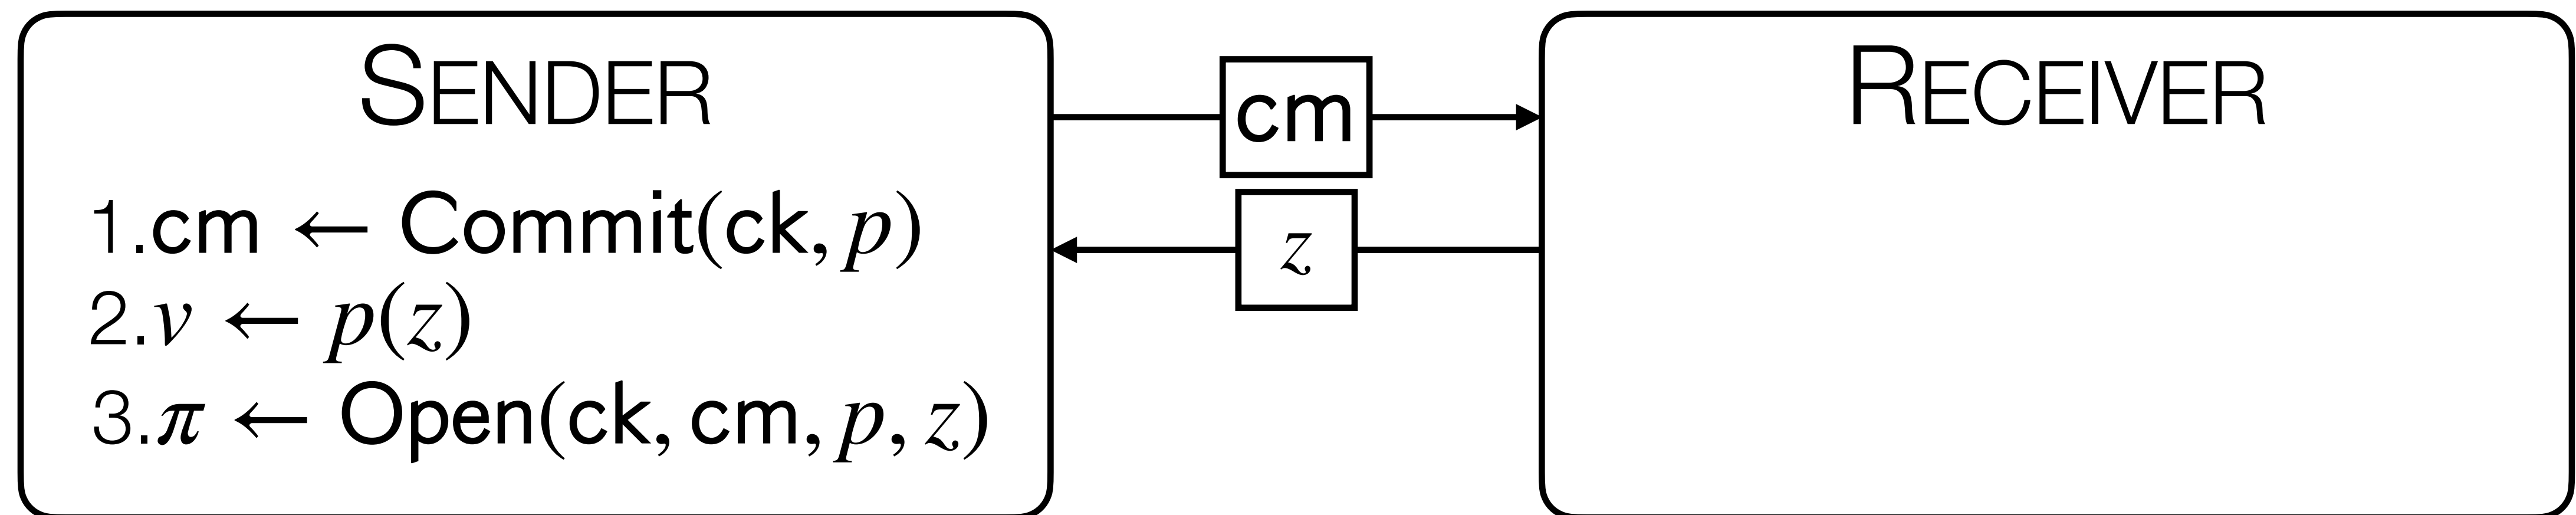 SENDER
1.cm ← Commit(ck, p)
2.v ← p(z)
3.π ← Open(ck, cm, p, z)
cm
z
RECEIVER